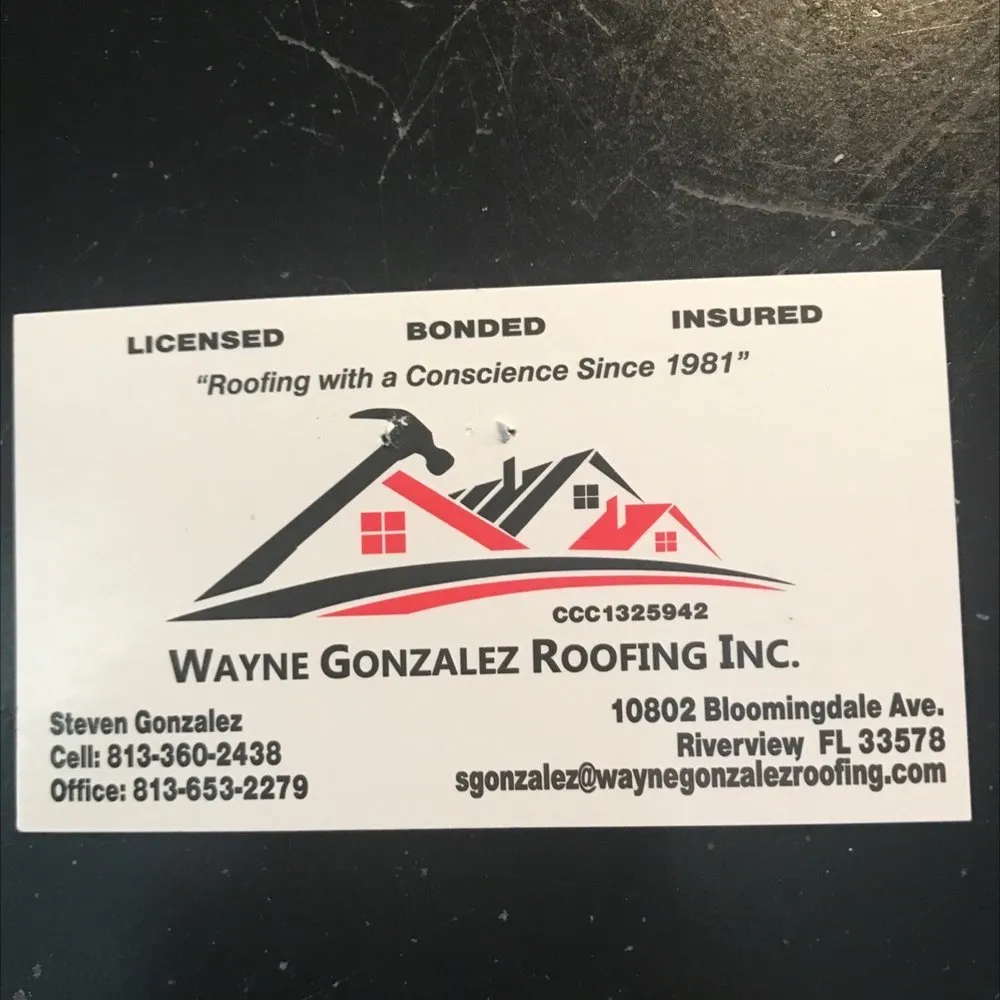 LICENSED BONDED INSURED
“Roofing with a Conscience Since 1981”
CCC1325942
WAYNE GONZALEZ ROOFING INC.
Steven Gonzalez
Cell: 813-360-2438
Office: 813-653-2279
10802 Bloomingdale Ave.
Riverview FL 33578
sgonzalez@waynegonzalezroofing.com